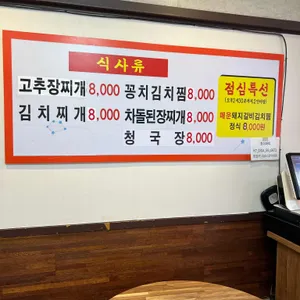 식사류
고추장찌개 8,000 꽁치김치찜 8,000
김치찌개 8,000 차돌된장찌개 8,000
청국장 8,000
점심특선
매운돼지갈비김치찜
정식 8,000원